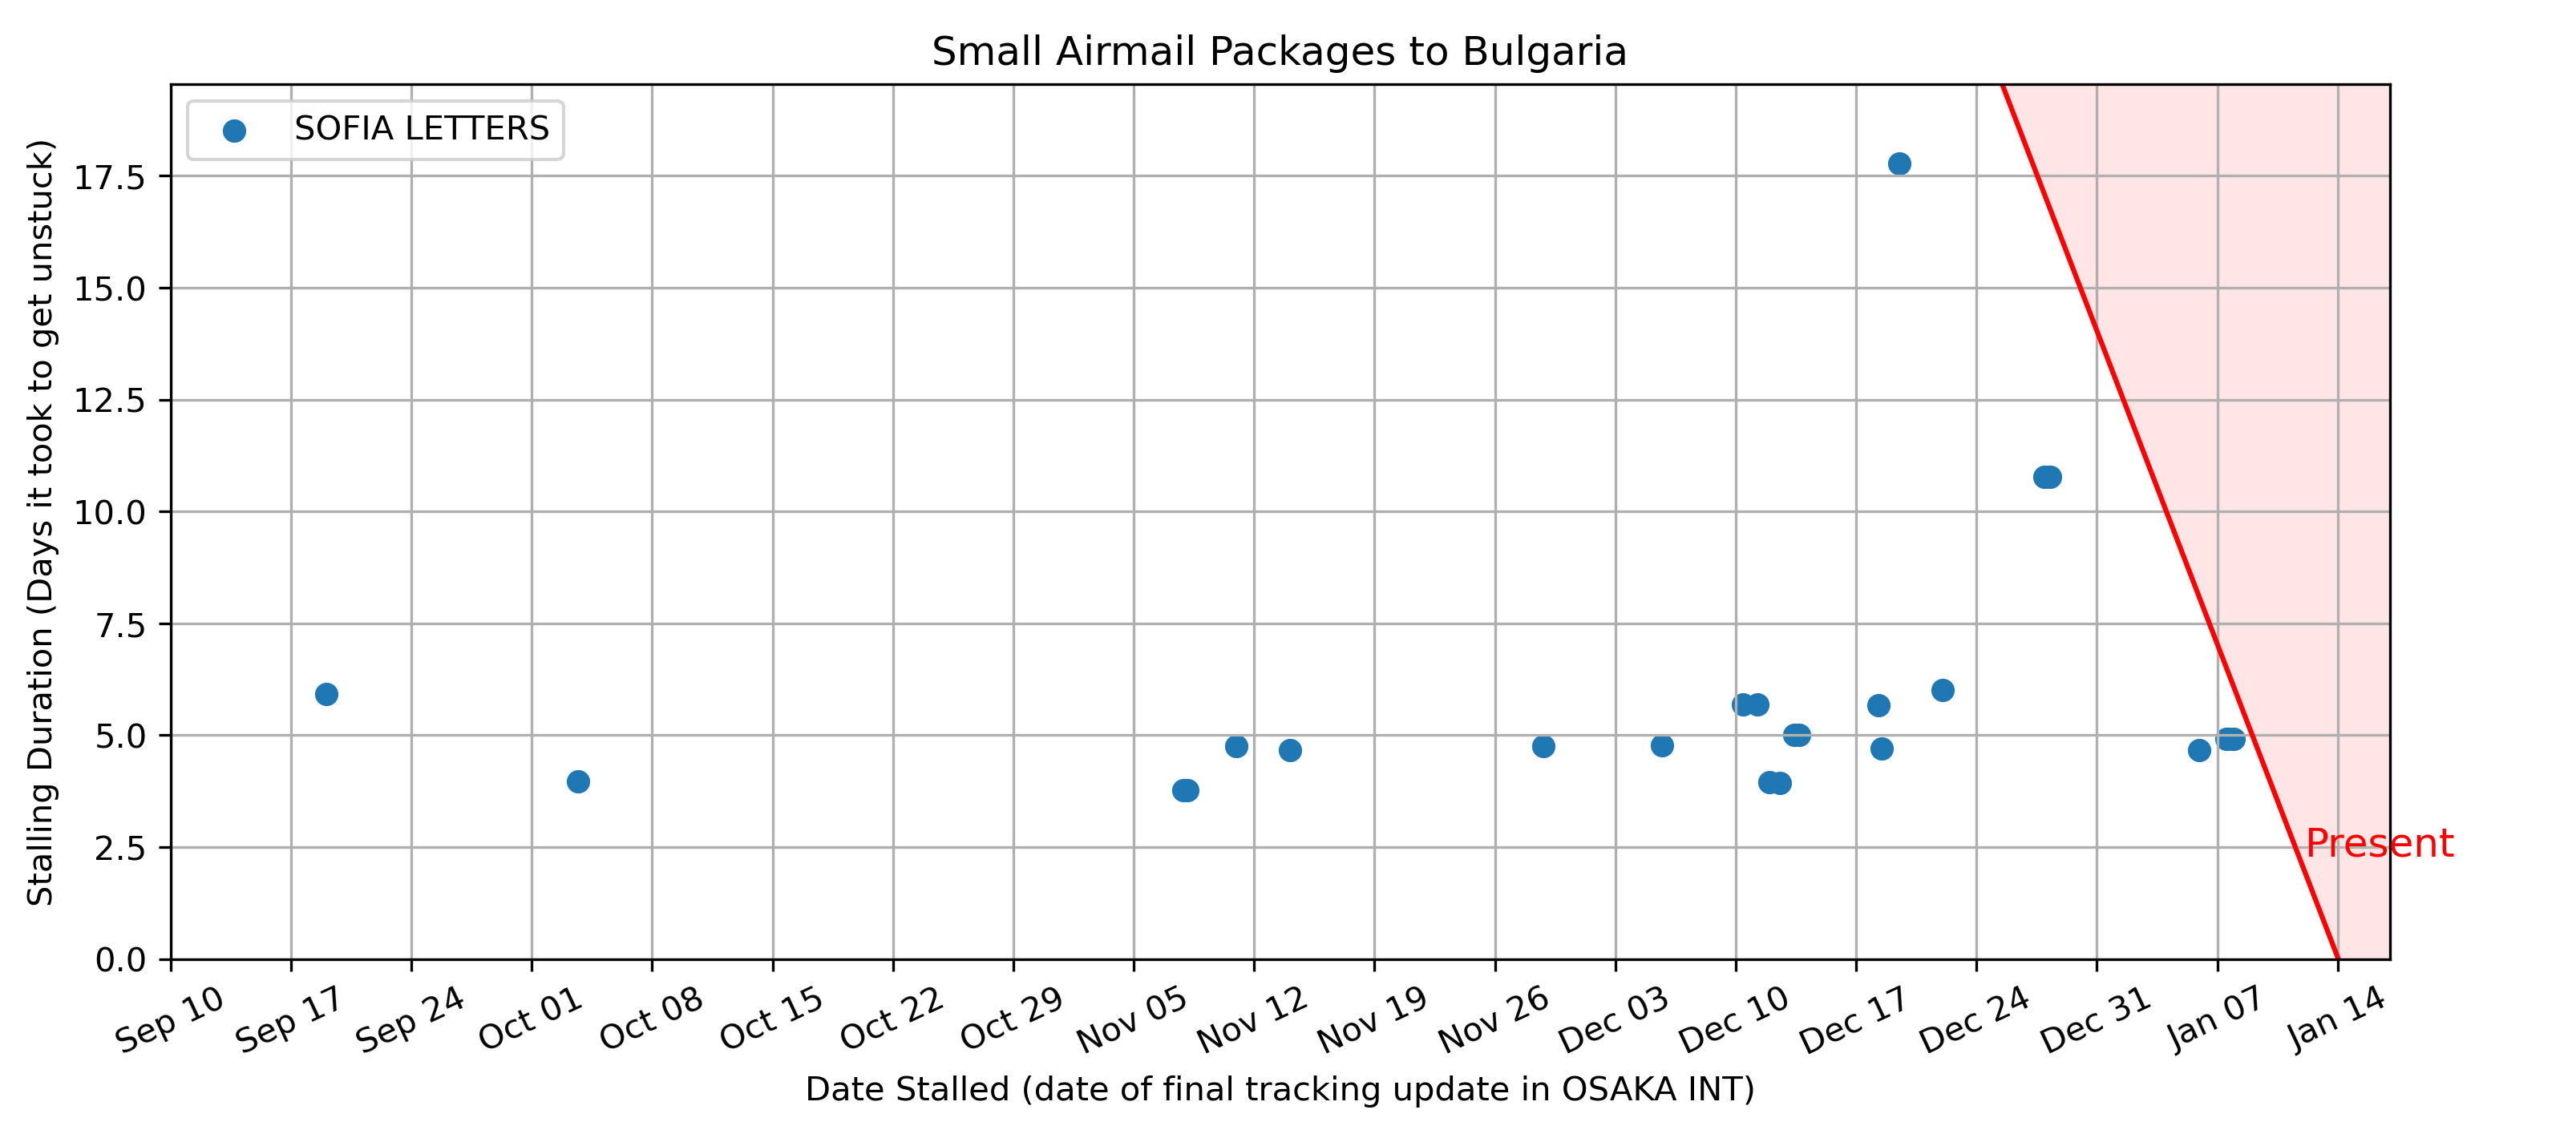 Small Airmail Packages to Bulgaria
SOFIA LETTERS
Stalling Duration (Days it took to get unstuck)
17.5
15.0
12.5
10.0
7.5
5.0
2.5
0.0
Present
Sep 10
Sep 17
Sep 24
Oct 01
Oct 08
Oct 15
Oct 22
Oct 29
Nov 05
Nov 12
Nov 19
Nov 26
Dec 03
Dec 10
Dec 17
Dec 24
Dec 31
Jan 07
Jan 14
Date Stalled (date of final tracking update in OSAKA INT)